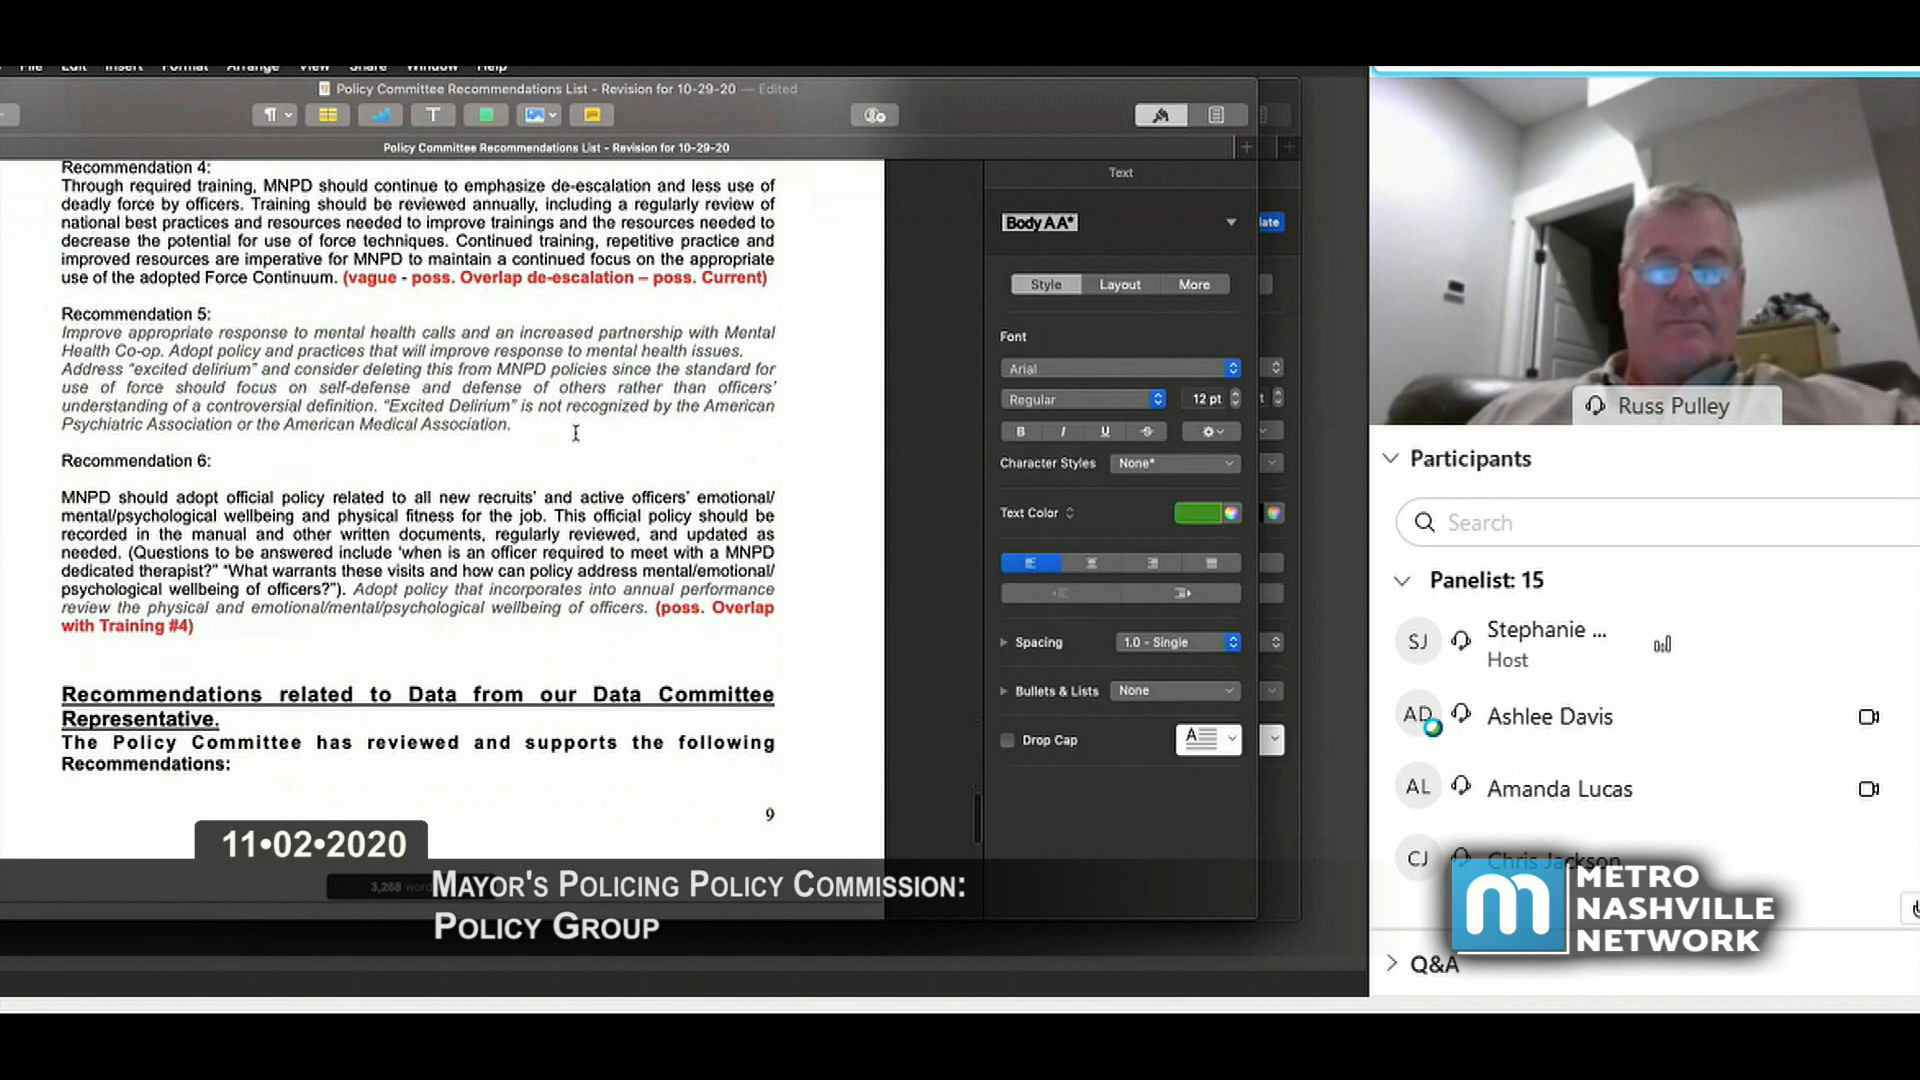 File Edit Insert Format Arrange View Share Window Help
Policy Committee Recommendations List - Revision for 10-29-20 — Edited
Policy Committee Recommendations List - Revision for 10-29-20
Recommendation 4:
Through required training, MNPD should continue to emphasize de-escalation and less use of
deadly force by officers. Training should be reviewed annually, including a regularly review of
national best practices and resources needed to improve trainings and the resources needed to
decrease the potential for use of force techniques. Continued training, repetitive practice and
improved resources are imperative for MNPD to maintain a continued focus on the appropriate
use of the adopted Force Continuum. (vague - poss. Overlap de-escalation – poss. Current)
Recommendation 5:
Improve appropriate response to mental health calls and an increased partnership with Mental
Health Co-op. Adopt policy and practices that will improve response to mental health issues.
Address “excited delirium” and consider deleting this from MNPD policies since the standard for
use of force should focus on self-defense and defense of others rather than officers’
understanding of a controversial definition. “Excited Delirium” is not recognized by the American
Psychiatric Association or the American Medical Association.
Recommendation 6:
MNPD should adopt official policy related to all new recruits’ and active officers’ emotional/
mental/psychological wellbeing and physical fitness for the job. This official policy should be
recorded in the manual and other written documents, regularly reviewed, and updated as
needed. (Questions to be answered include ‘when is an officer required to meet with a MNPD
dedicated therapist?” “What warrants these visits and how can policy address mental/emotional/
psychological wellbeing of officers?”). Adopt policy that incorporates into annual performance
review the physical and emotional/mental/psychological wellbeing of officers. (poss. Overlap
with Training #4)
Recommendations related to Data from our Data Committee
Representative.
The Policy Committee has reviewed and supports the following
Recommendations:
9
3,268 words
Text
Body A A*
ate
Style Layout More
Font
Arial
Regular 12 pt
B I U S
Character Styles None*
Text Color
Spacing 1.0 - Single
Bullets & Lists None
Drop Cap
Russ Pulley
Participants
Search
Panelist: 15
SJ Stephanie ...
Host
AD Ashlee Davis
AL Amanda Lucas
CJ Chris Jackson
Q&A
11•02•2020
MAYOR'S POLICING POLICY COMMISSION:
POLICY GROUP
m METRO
NASHVILLE
NETWORK